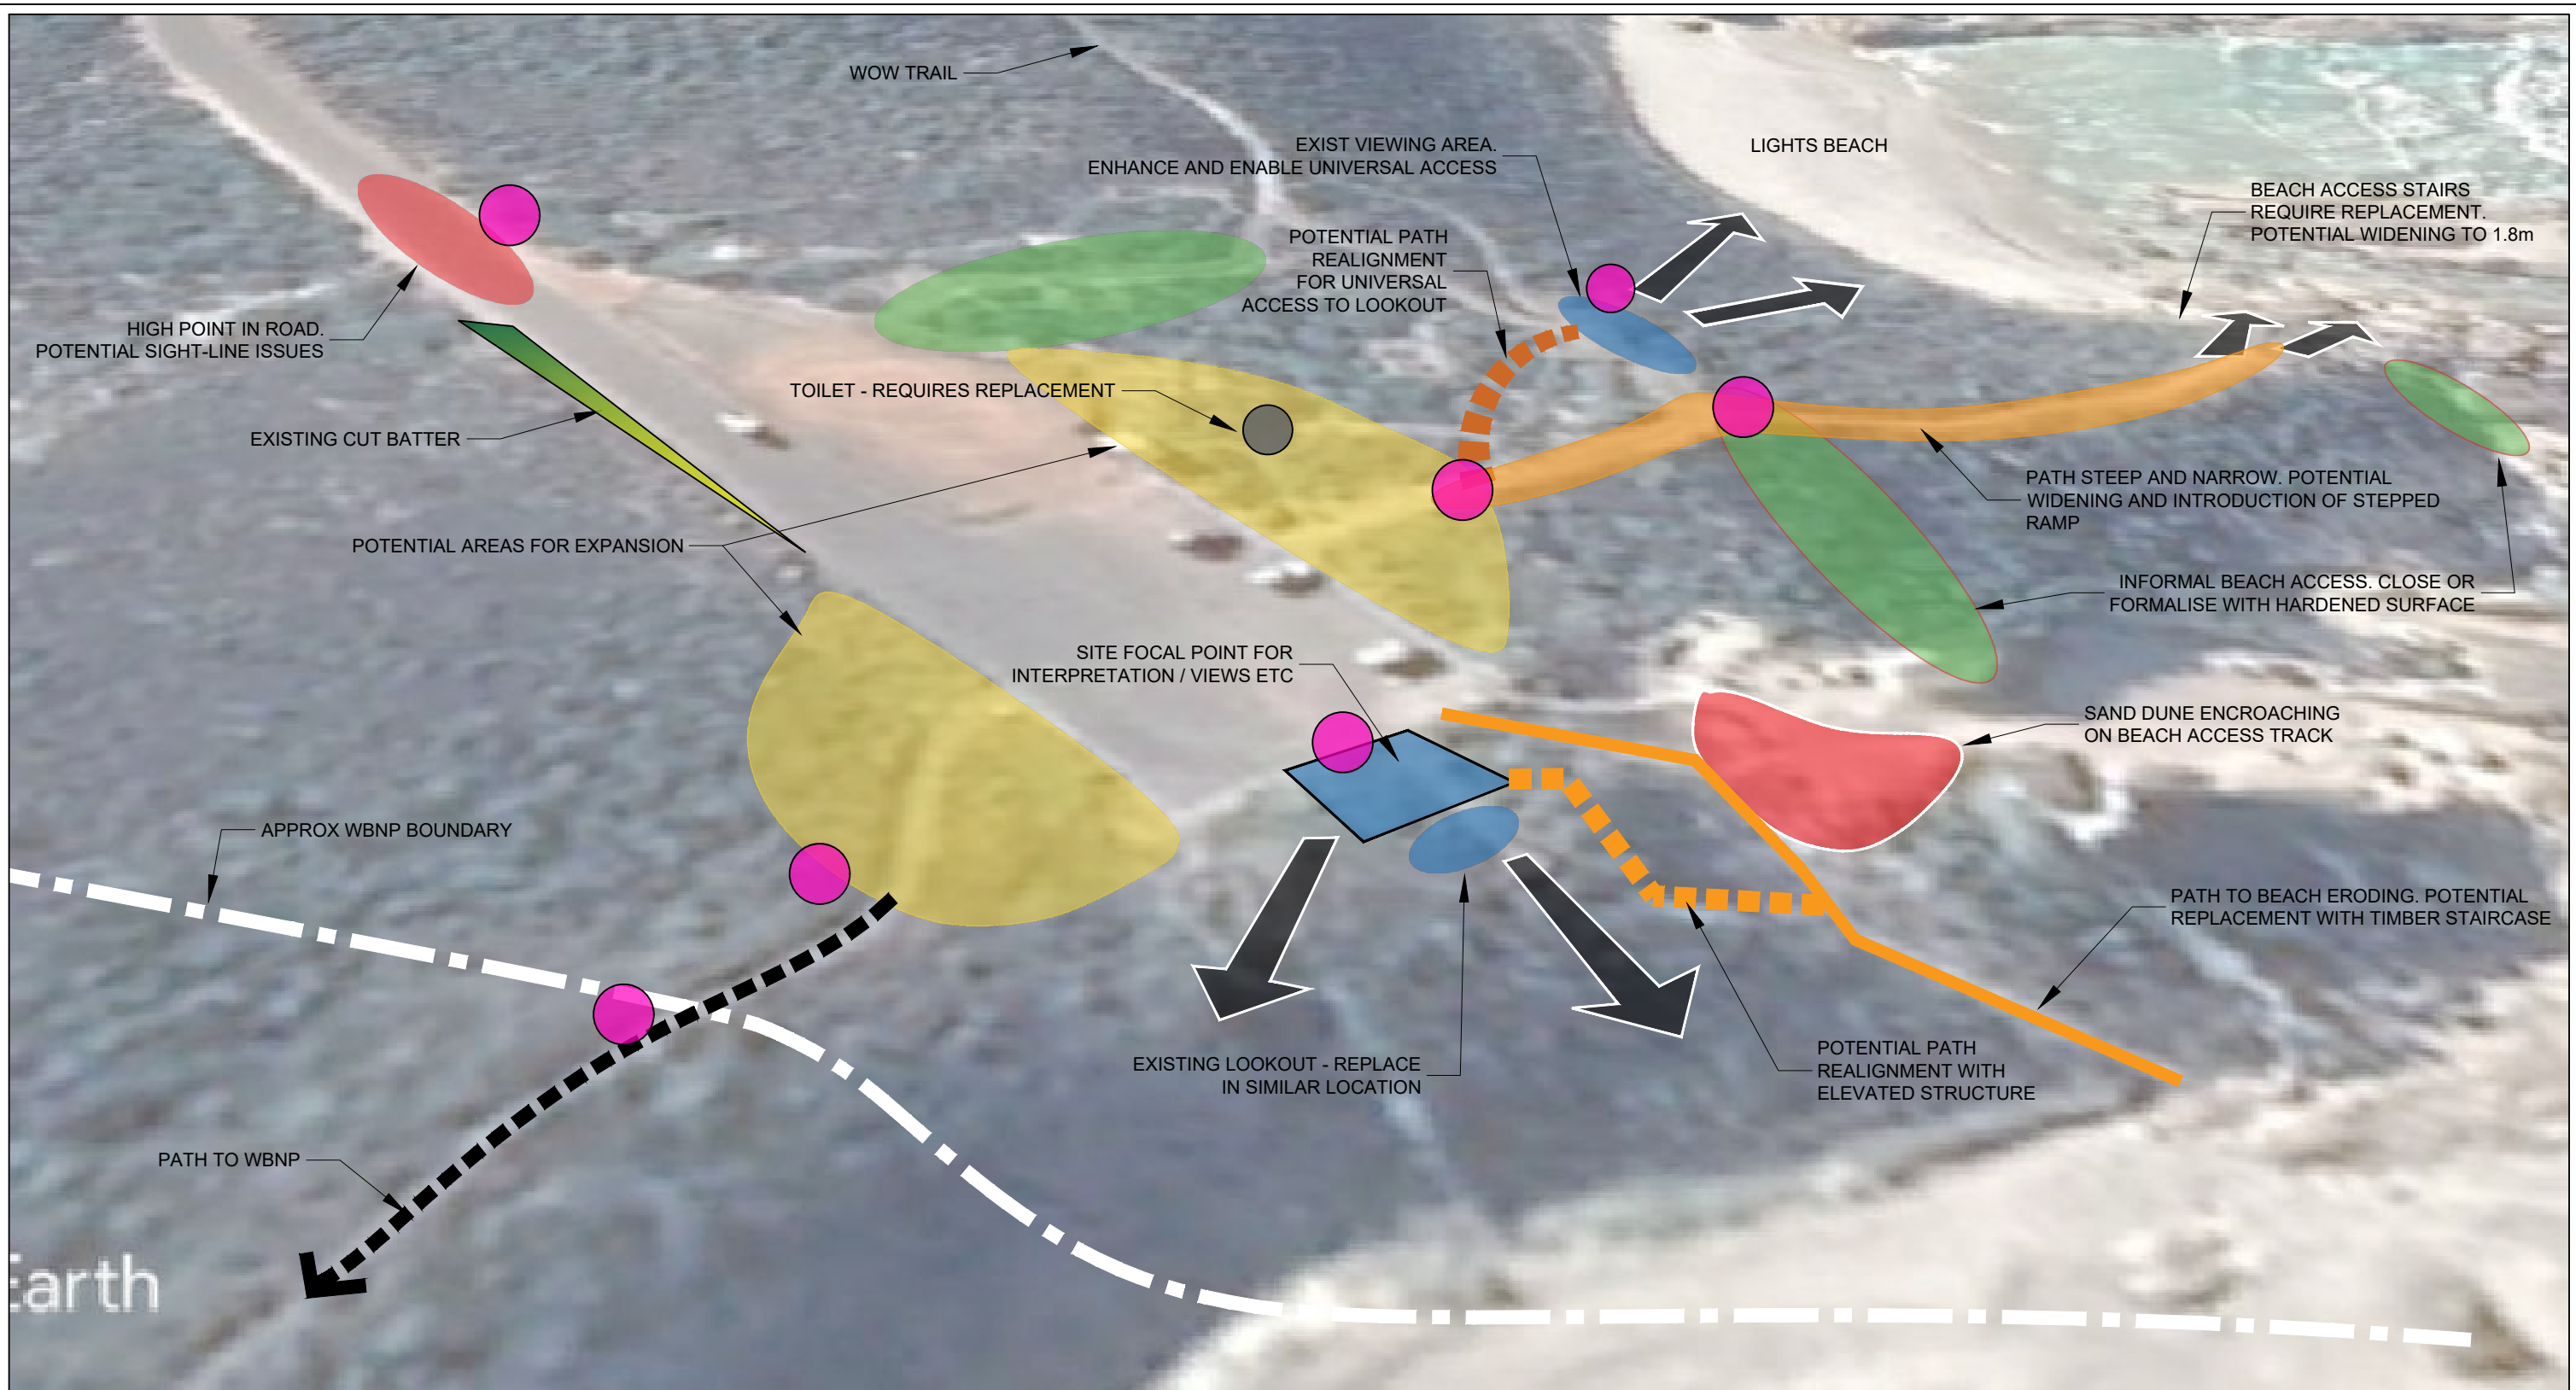 WOW TRAIL
EXIST VIEWING AREA.
ENHANCE AND ENABLE UNIVERSAL ACCESS
LIGHTS BEACH
BEACH ACCESS STAIRS
REQUIRE REPLACEMENT.
POTENTIAL WIDENING TO 1.8m
POTENTIAL PATH
REALIGNMENT
FOR UNIVERSAL
ACCESS TO LOOKOUT
HIGH POINT IN ROAD.
POTENTIAL SIGHT-LINE ISSUES
TOILET - REQUIRES REPLACEMENT
EXISTING CUT BATTER
PATH STEEP AND NARROW. POTENTIAL
WIDENING AND INTRODUCTION OF STEPPED
RAMP
POTENTIAL AREAS FOR EXPANSION
INFORMAL BEACH ACCESS. CLOSE OR
FORMALISE WITH HARDENED SURFACE
SITE FOCAL POINT FOR
INTERPRETATION / VIEWS ETC
SAND DUNE ENCROACHING
ON BEACH ACCESS TRACK
APPROX WBNP BOUNDARY
PATH TO BEACH ERODING. POTENTIAL
REPLACEMENT WITH TIMBER STAIRCASE
EXISTING LOOKOUT - REPLACE
IN SIMILAR LOCATION
POTENTIAL PATH
REALIGNMENT WITH
ELEVATED STRUCTURE
PATH TO WBNP
Earth